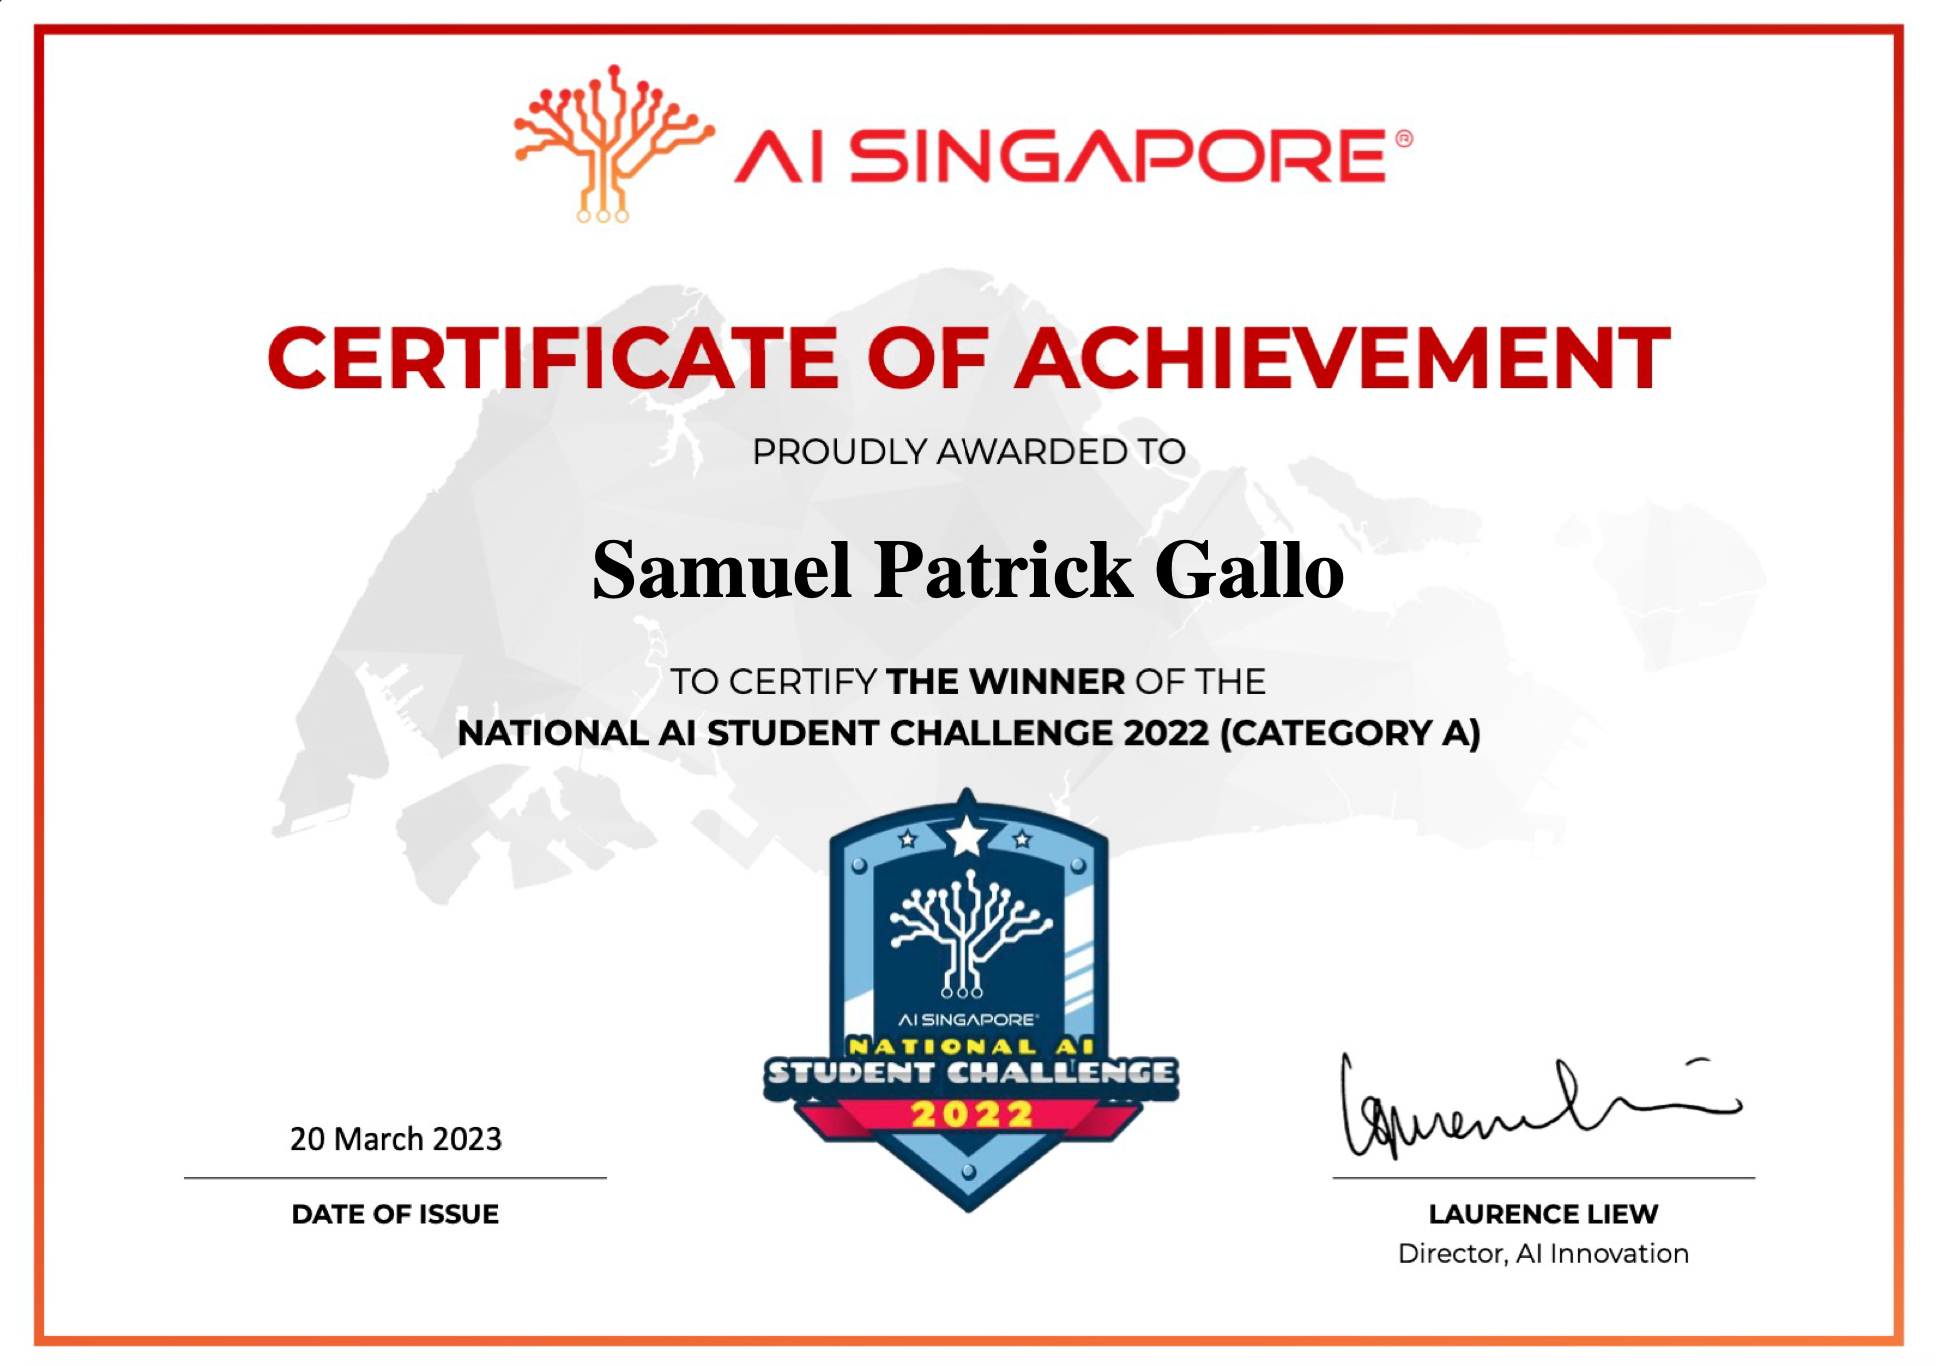 AI SINGAPORE®
CERTIFICATE OF ACHIEVEMENT
PROUDLY AWARDED TO
Samuel Patrick Gallo
TO CERTIFY THE WINNER OF THE
NATIONAL AI STUDENT CHALLENGE 2022 (CATEGORY A)
AI SINGAPORE®
NATIONAL AI
STUDENT CHALLENGE
2022
20 March 2023
DATE OF ISSUE
Laurence Liew
LAURENCE LIEW
Director, AI Innovation